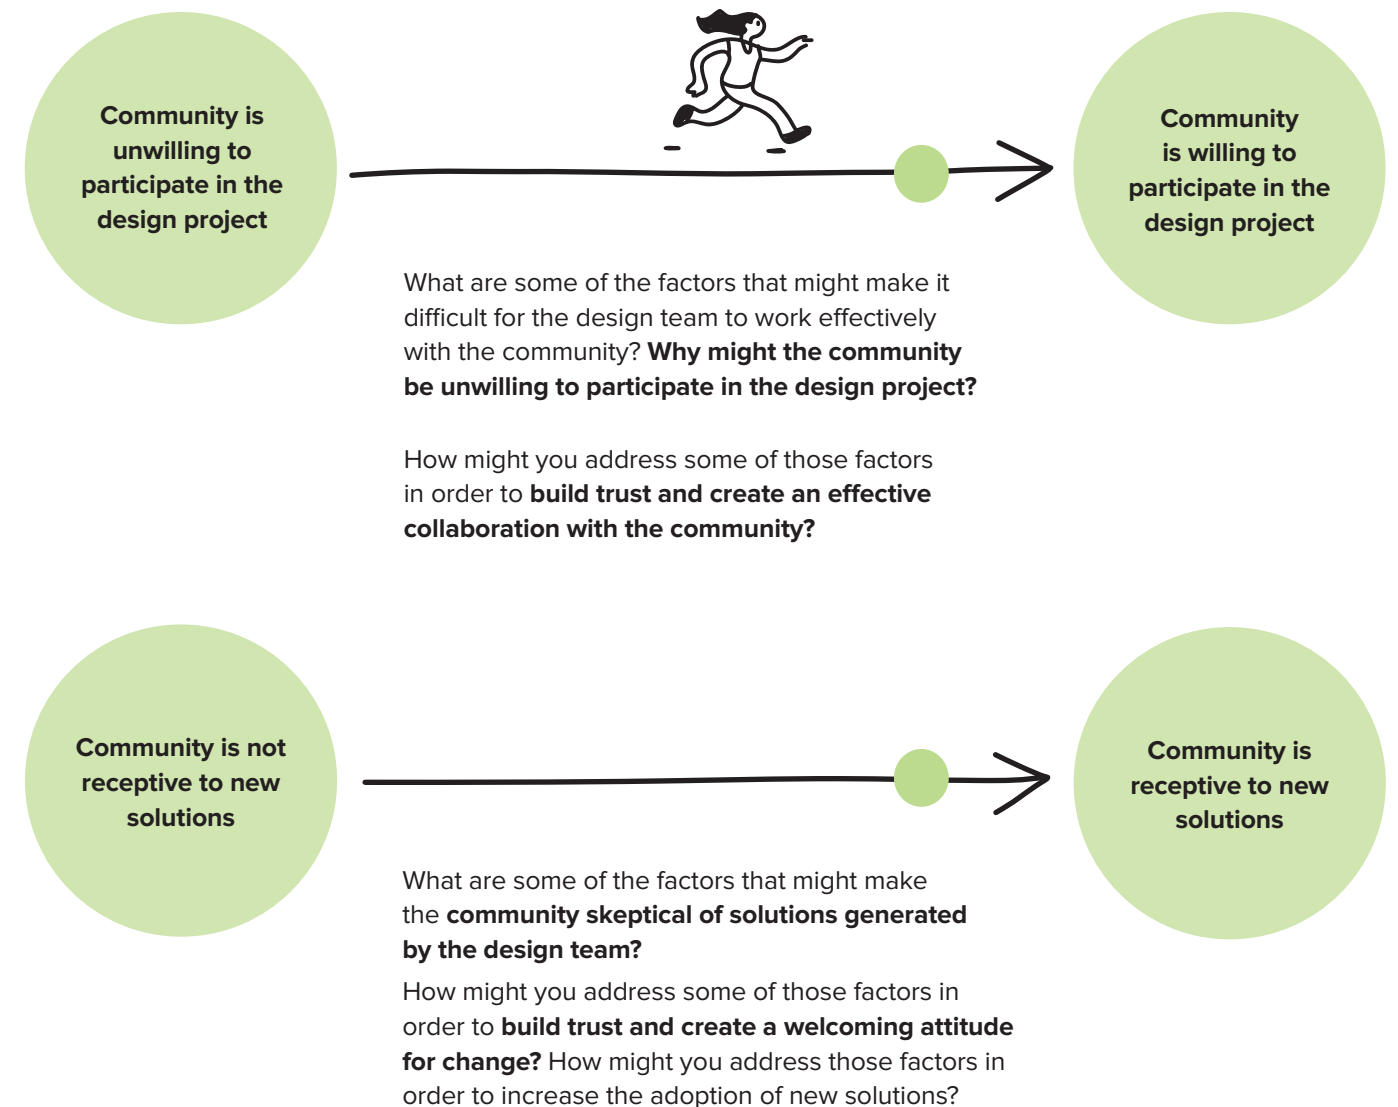 Community is
unwilling to
participate in the
design project
Community
is willing to
participate in the
design project
What are some of the factors that might make it
difficult for the design team to work effectively
with the community? Why might the community
be unwilling to participate in the design project?
How might you address some of those factors
in order to build trust and create an effective
collaboration with the community?
Community is not
receptive to new
solutions
Community is
receptive to new
solutions
What are some of the factors that might make
the community skeptical of solutions generated
by the design team?
How might you address some of those factors in
order to build trust and create a welcoming attitude
for change? How might you address those factors in
order to increase the adoption of new solutions?